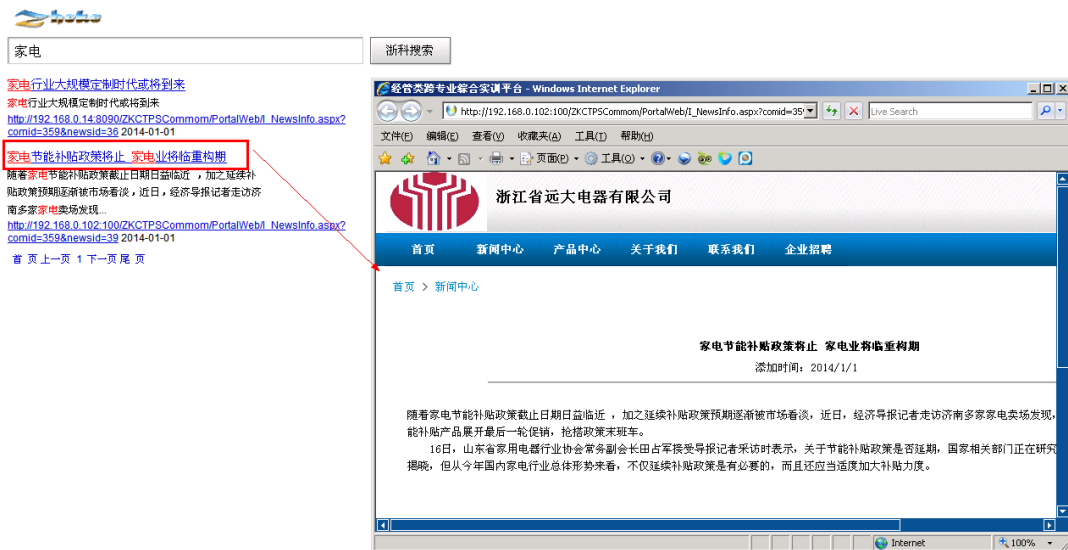 zheke
家电
浙科搜索
家电行业大规模定制时代或将到来
家电行业大规模定制时代或将到来
http://192.168.0.14:8090/ZKCTPSCommom/PortalWeb/I_NewsInfo.aspx?
comid=359&newsid=36 2014-01-01
家电节能补贴政策将止 家电业将临重构期
随着家电节能补贴政策截止日期日益临近 ，加之延续补
贴政策预期逐渐被市场看淡，近日，经济导报记者走访济
南多家家电卖场发现...
http://192.168.0.102:100/ZKCTPSCommom/PortalWeb/I_NewsInfo.aspx?
comid=359&newsid=39 2014-01-01
首 页 上一页 1 下一页 尾 页
经管类跨专业综合实训平台 - Windows Internet Explorer
http://192.168.0.102:100/ZKCTPSCommom/PortalWeb/I_NewsInfo.aspx?comid=35
Live Search
文件(F) 编辑(E) 查看(V) 收藏夹(A) 工具(T) 帮助(H)
页面(P) 工具(O)
浙江省远大电器有限公司
首页 新闻中心 产品中心 关于我们 联系我们 企业招聘
首页 > 新闻中心
家电节能补贴政策将止 家电业将临重构期
添加时间：2014/1/1
随着家电节能补贴政策截止日期日益临近 ，加之延续补贴政策预期逐渐被市场看淡，近日，经济导报记者走访济南多家家电卖场发现，
能补贴产品展开最后一轮促销，抢搭政策末班车。
16日，山东省家用电器行业协会常务副会长田占军接受导报记者采访时表示，关于节能补贴政策是否延期，国家相关部门正在研究
揭晓，但从今年国内家电行业总体形势来看，不仅延续补贴政策是有必要的，而且还应当适度加大补贴力度。
Internet
100%